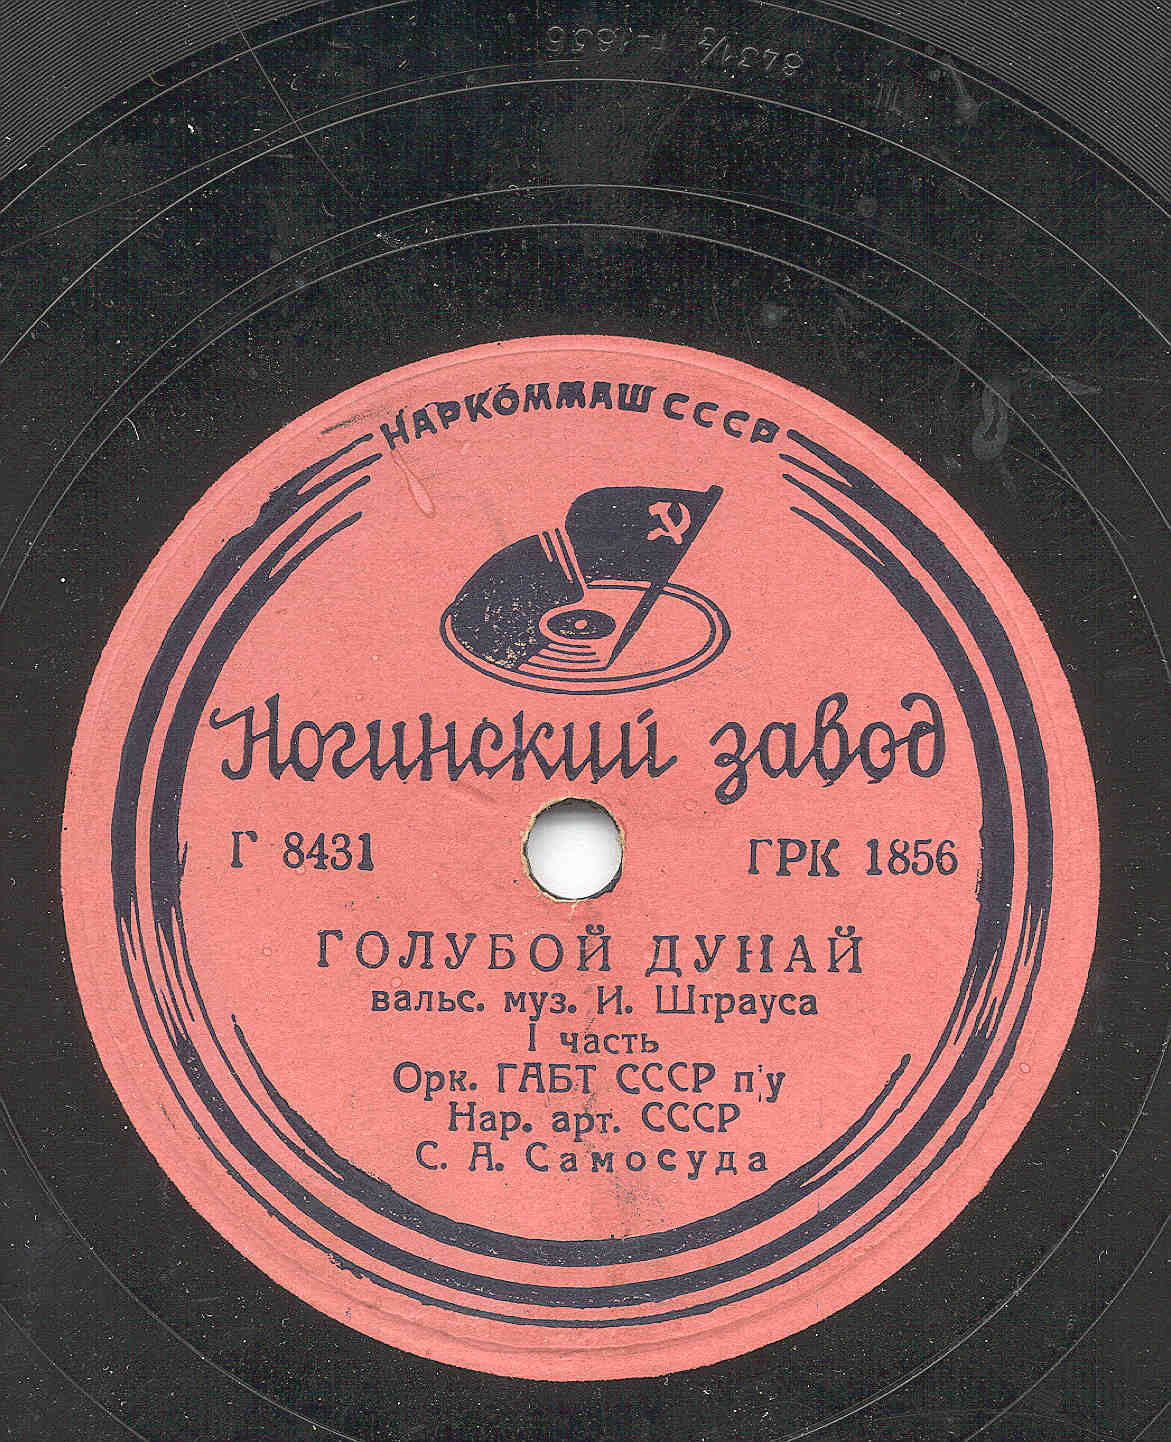 НАРКОММАШ СССР
Ногинский завод
Г 8431 ГРК 1856
ГОЛУБОЙ ДУНАЙ
вальс. муз. И. Штрауса
I часть
Орк. ГАБТ СССР п/у
Нар. арт. СССР
С. А. Самосуда